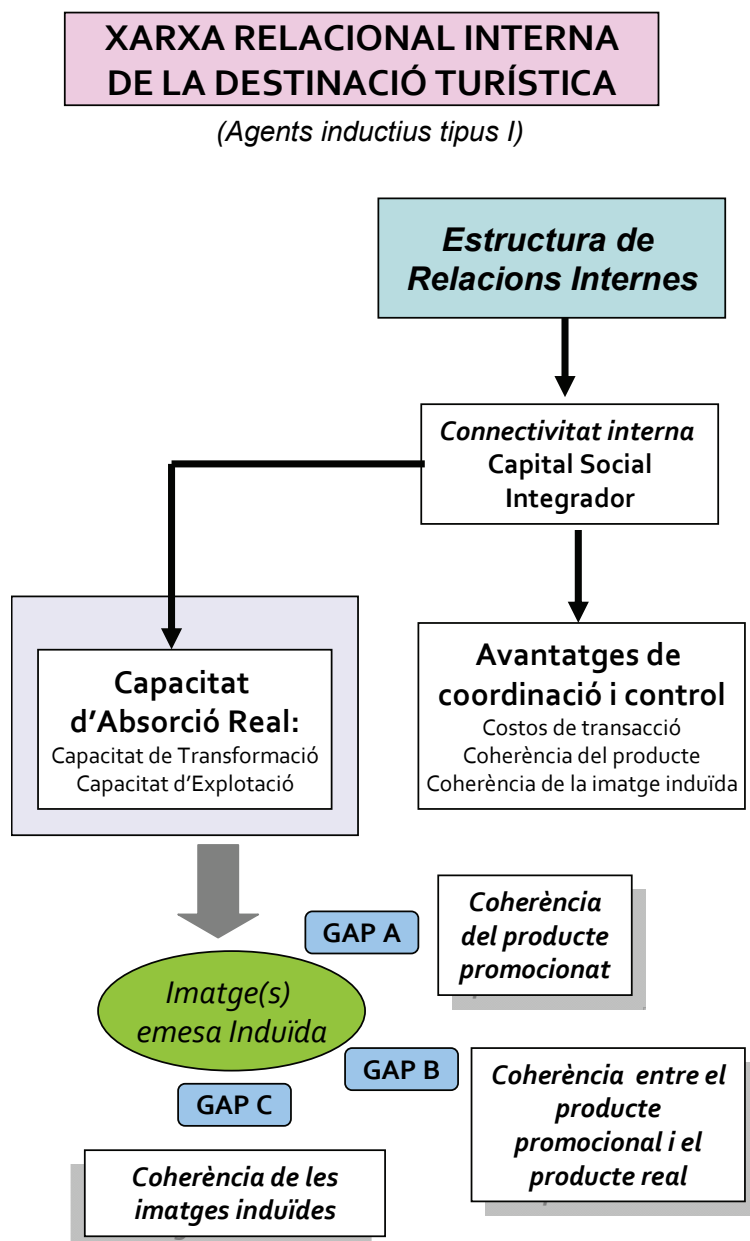 XARXA RELACIONAL INTERNA
DE LA DESTINACIÓ TURÍSTICA
(Agents inductius tipus I)
Estructura de
Relacions Internes
Connectivitat interna
Capital Social
Integrador
Capacitat
d’Absorció Real:
Capacitat de Transformació
Capacitat d’Explotació
Avantatges de
coordinació i control
Costos de transacció
Coherència del producte
Coherència de la imatge induïda
GAP A
Coherència
del producte
promocionat
Imatge(s)
emesa Induïda
GAP B
Coherència entre el
producte
promocional i el
producte real
GAP C
Coherència de les
imatges induïdes